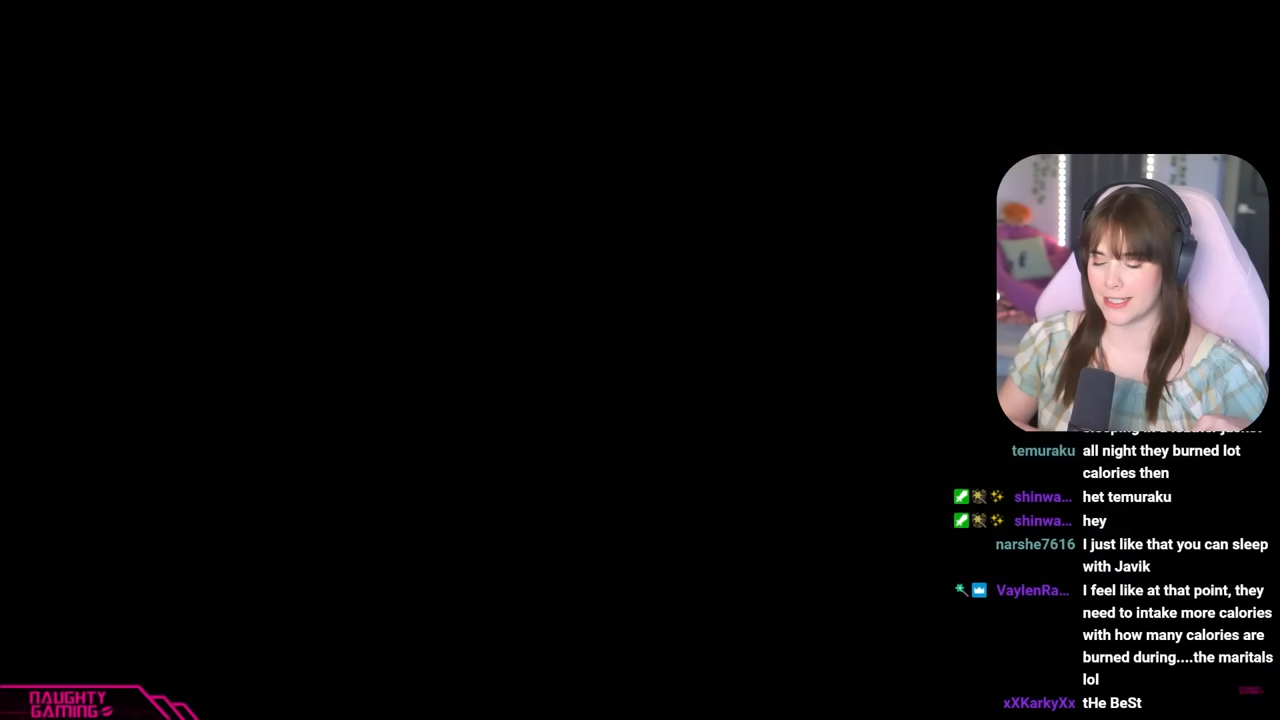 temuraku all night they burned lot
calories then
shinwa... het temuraku
shinwa... hey
narshe7616 I just like that you can sleep
with Javik
VaylenRa... I feel like at that point, they
need to intake more calories
with how many calories are
burned during....the maritals
lol
xXKarkyXx tHe BeSt
NAUGHTY
GAMING